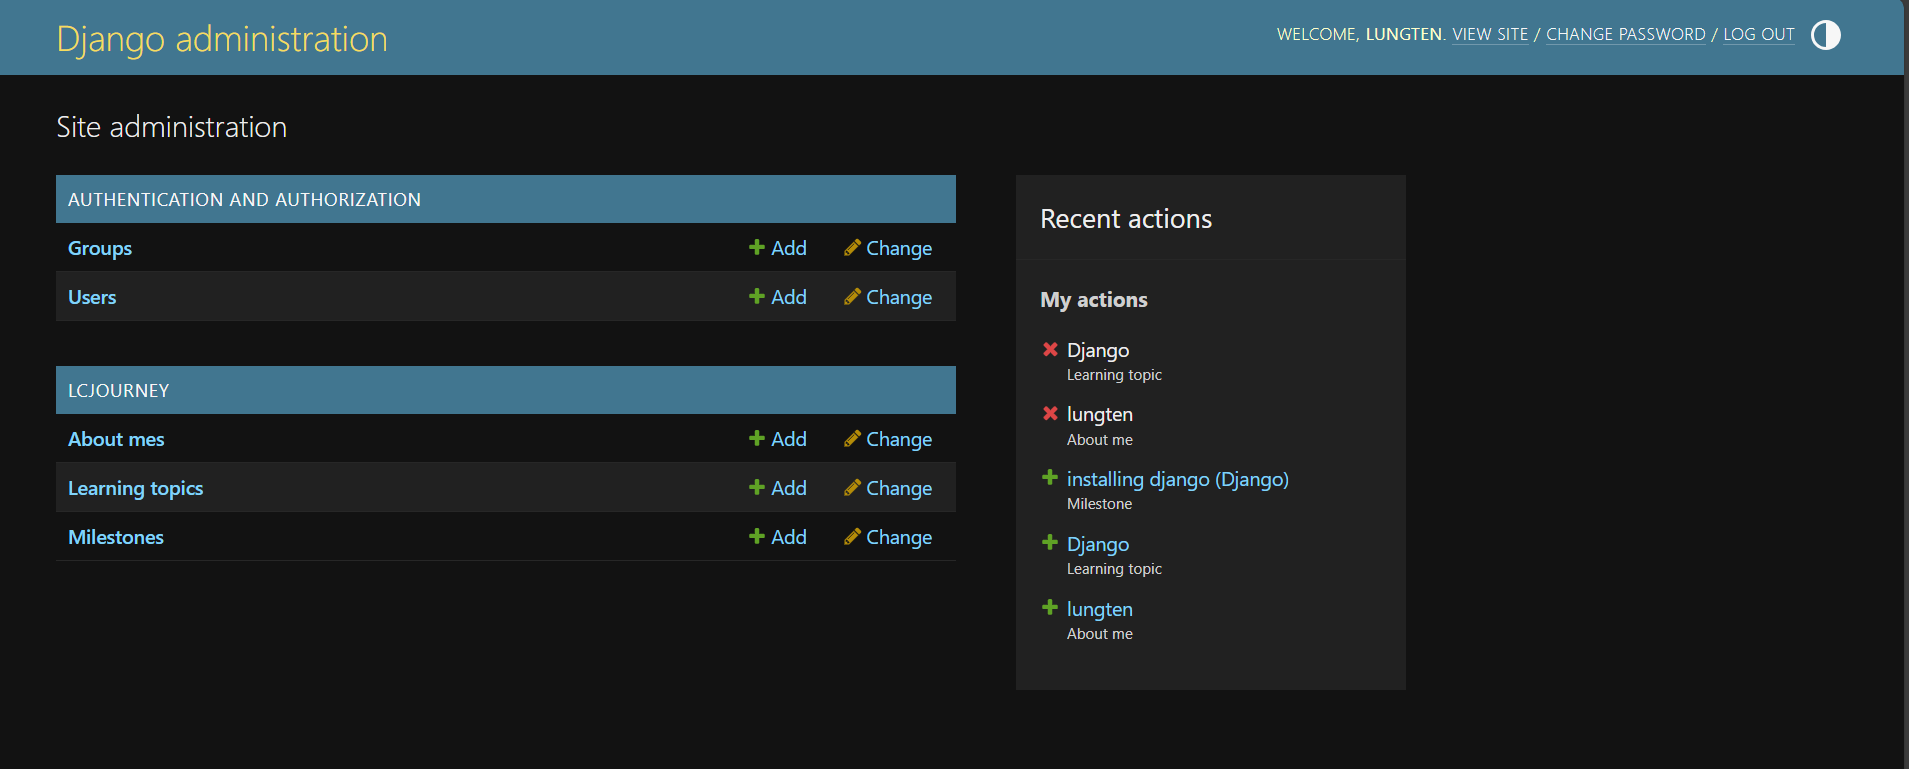 Django administration
WELCOME, LUNGTEN. VIEW SITE / CHANGE PASSWORD / LOG OUT
Site administration
AUTHENTICATION AND AUTHORIZATION
Groups Add Change
Users Add Change
LCJOURNEY
About mes Add Change
Learning topics Add Change
Milestones Add Change
Recent actions
My actions
Django
Learning topic
lungten
About me
installing django (Django)
Milestone
Django
Learning topic
lungten
About me